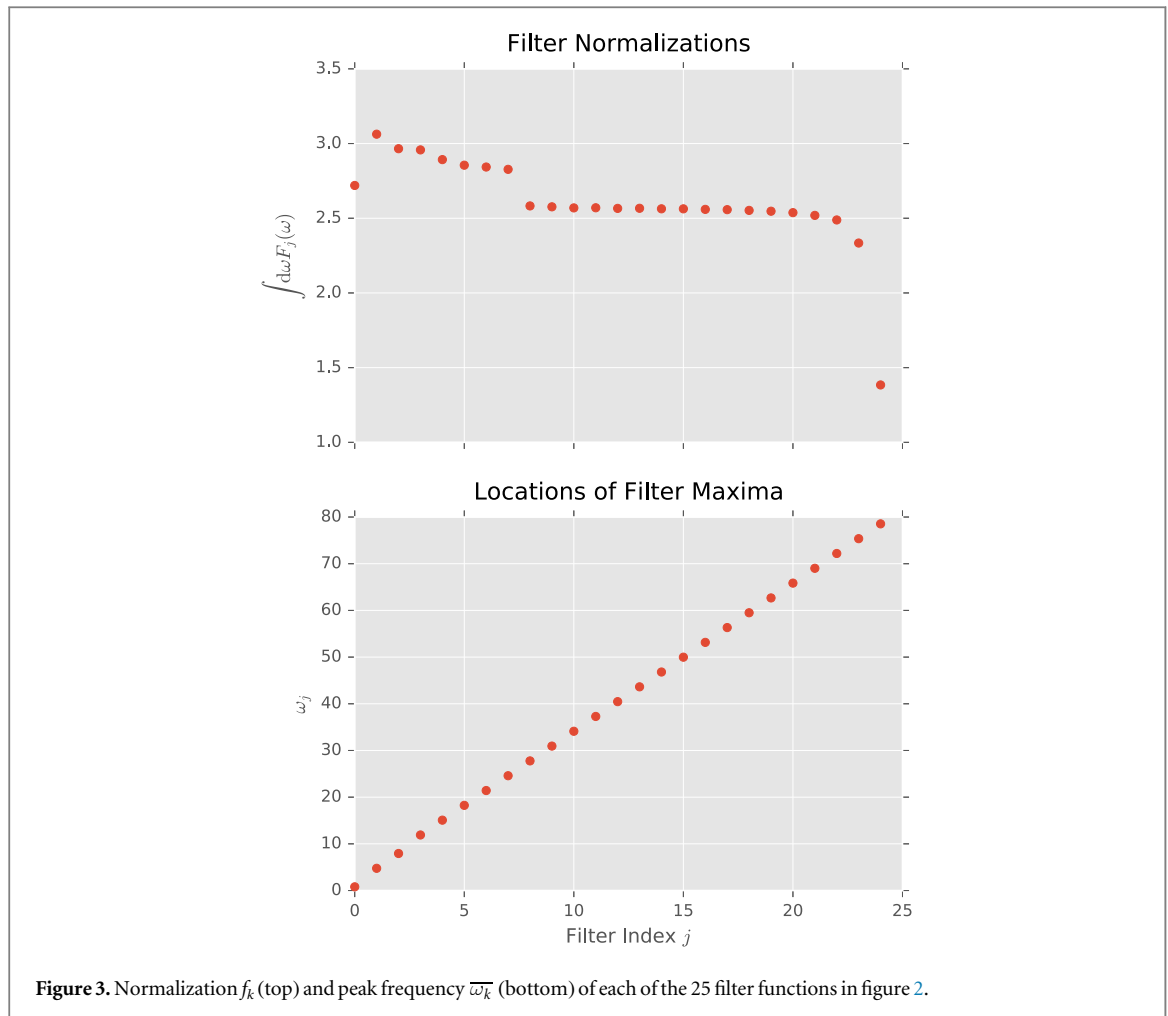 Filter Normalizations
3.5
3.0
2.5
2.0
1.5
1.0
∫ dωF_j(ω)
Locations of Filter Maxima
80
70
60
50
40
30
20
10
0
ω_j
0 5 10 15 20 25
Filter Index j
Figure 3. Normalization f_k (top) and peak frequency \overline{ω_k} (bottom) of each of the 25 filter functions in figure 2.